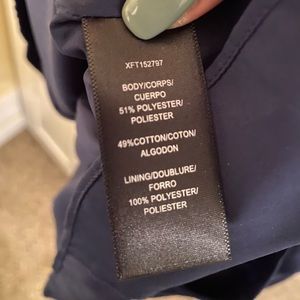 XFT152797
BODY/CORPS/
CUERPO
51% POLYESTER/
POLIESTER
49%COTTON/COTON/
ALGODON
LINING/DOUBLURE/
FORRO
100% POLYESTER/
POLIESTER